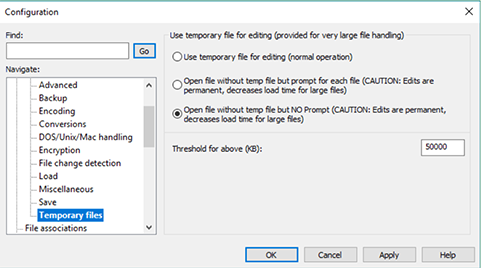 Configuration
Find:
Go
Navigate:
Advanced
Backup
Encoding
Conversions
DOS/Unix/Mac handling
Encryption
File change detection
Load
Miscellaneous
Save
Temporary files
File associations
Use temporary file for editing (provided for very large file handling)
Use temporary file for editing (normal operation)
Open file without temp file but prompt for each file (CAUTION: Edits are
permanent, decreases load time for large files)
Open file without temp file but NO Prompt (CAUTION: Edits are permanent,
decreases load time for large files)
Threshold for above (KB):
50000
OK
Cancel
Apply
Help